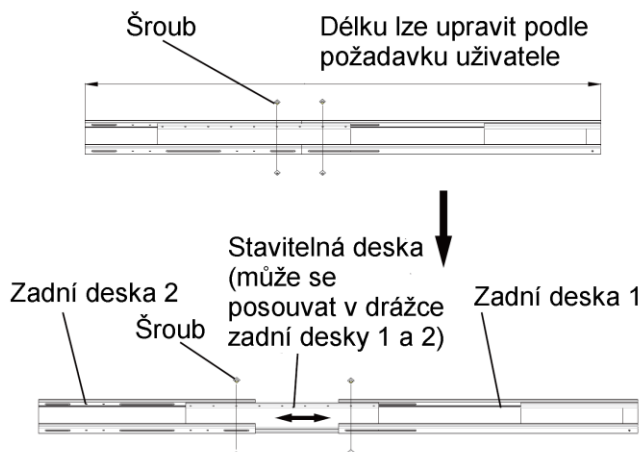 Šroub
Délku lze upravit podle
požadavku uživatele
Stavitelná deska
(může se
posouvat v drážce
zadní desky 1 a 2)
Zadní deska 2
Šroub
Zadní deska 1